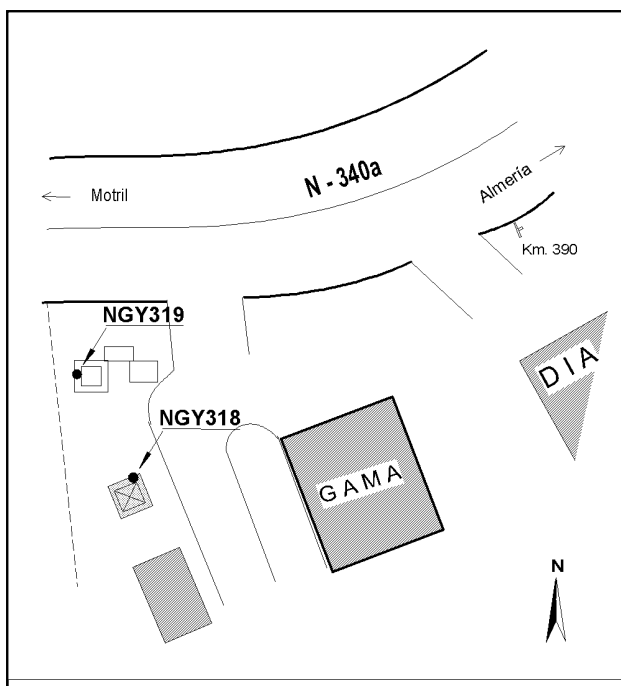 N - 340a
Motril
Almería
Km. 390
NGY319
DIA
NGY318
GAMA
N